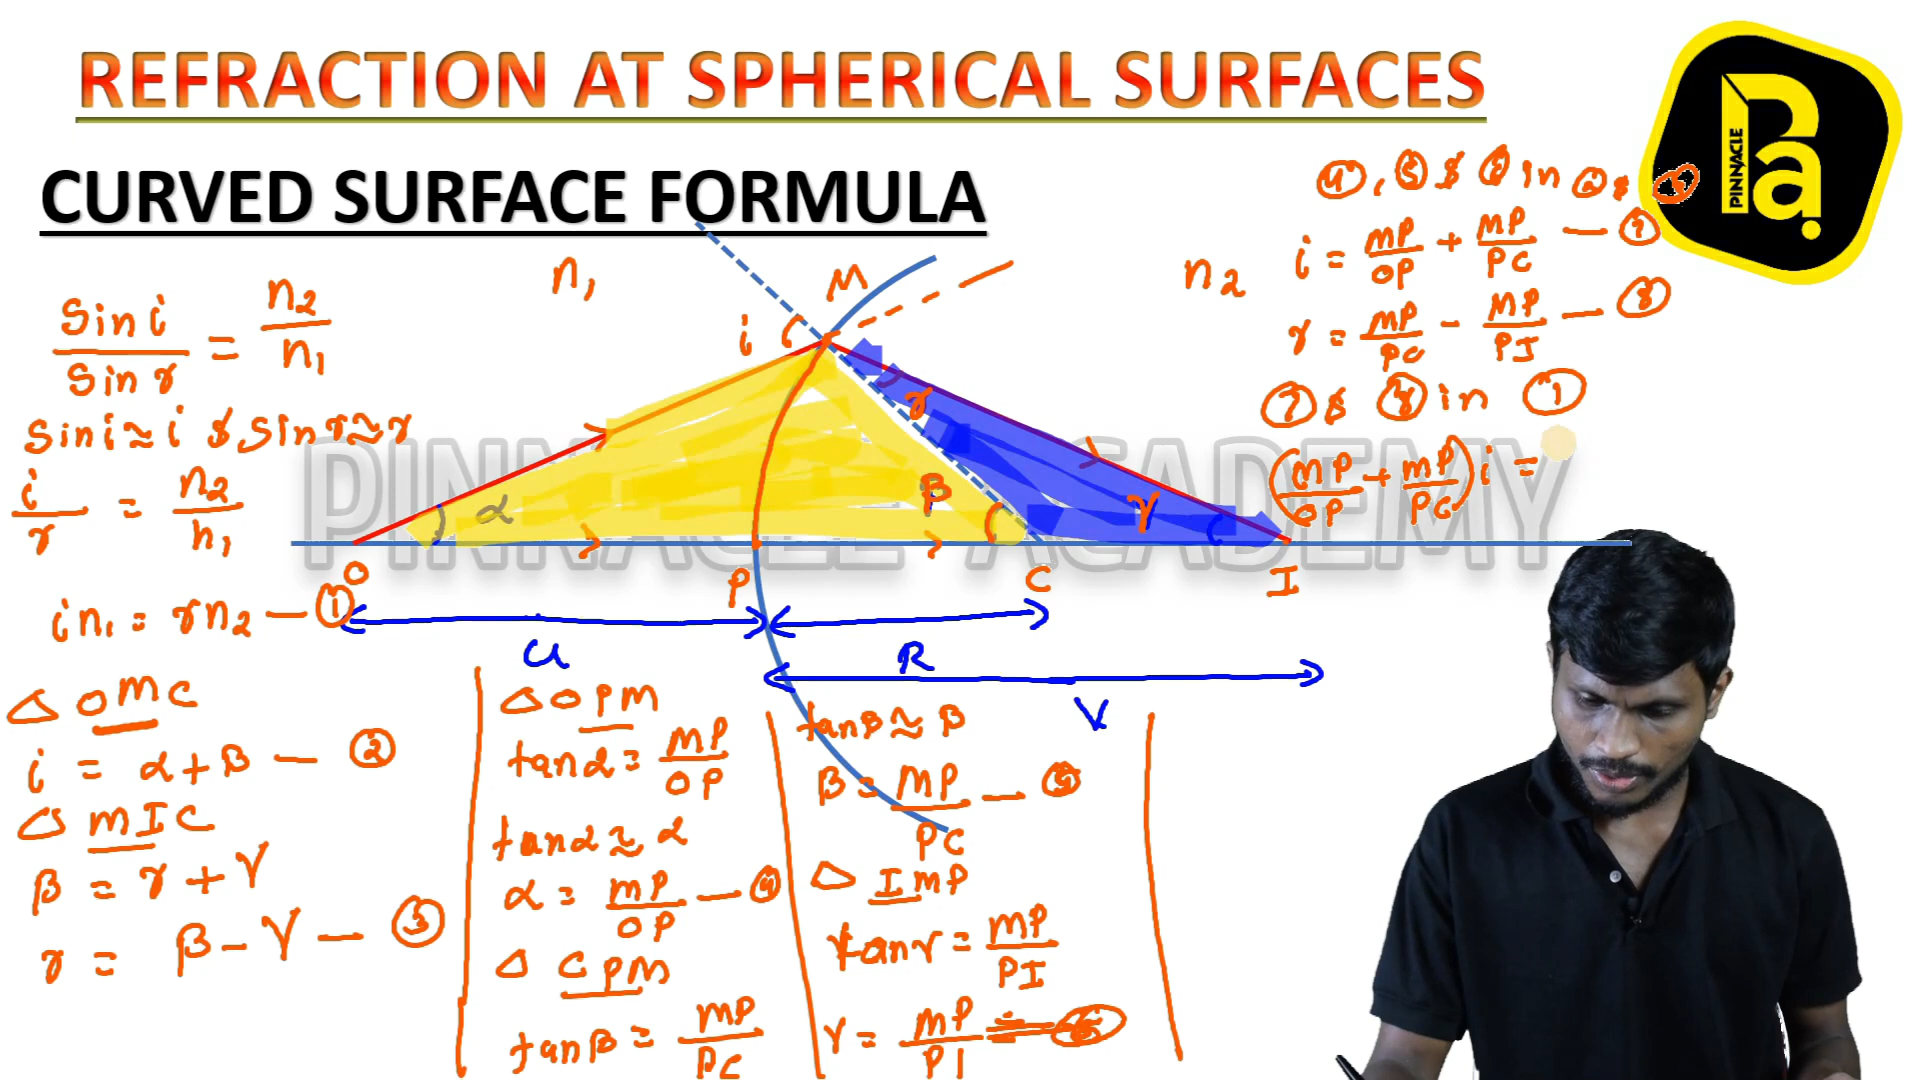 REFRACTION AT SPHERICAL SURFACES
CURVED SURFACE FORMULA
PINNACLE
Pa
PINNACLE ACADEMY
n₁
M
n₂
i
r
α
β
γ
O
P
C
I
u
R
v
Sin i / Sin r = n₂ / n₁
Sin i ≈ i & Sin r ≈ r
i / r = n₂ / n₁
i n₁ = r n₂ — ①
△ OMC
i = α + β — ②
△ MIC
β = r + γ
r = β - γ — ③
△ OPM
tan α = MP / OP
tan α ≈ α
α = MP / OP — ④
△ CPM
tan β = MP / PC
tan β ≈ β
β = MP / PC — ⑤
△ IMP
tan γ = MP / PI
γ = MP / PI — ⑥
④, ⑤ & ⑥ in ② & ③
i = MP / OP + MP / PC — ⑦
r = MP / PC - MP / PI — ⑧
⑦ & ⑧ in ①
(MP / OP + MP / PC) i =